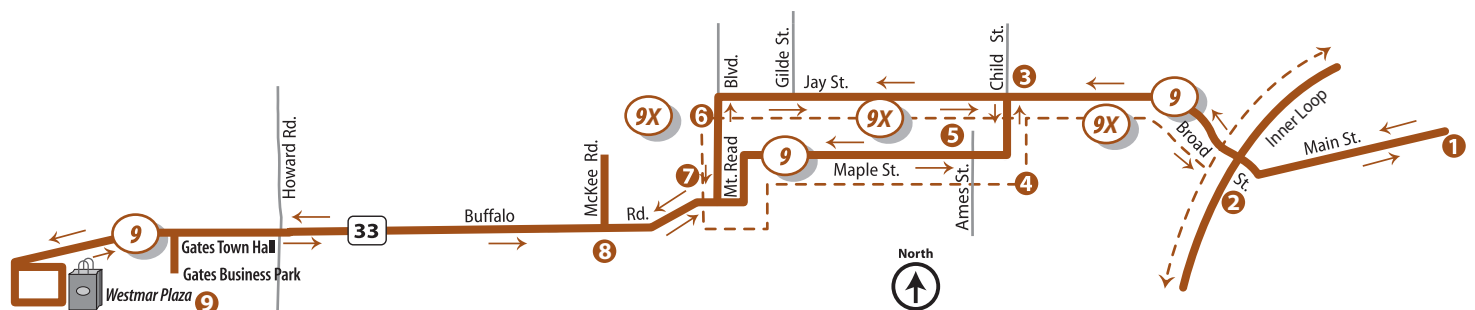 Blvd.
Gilde St.
Jay St.
Child St.
3
9
9X
6
9X
5
9X
Broad
St.
Inner Loop
Main St.
1
Howard Rd.
McKee Rd.
7
Mt. Read
9
Maple St.
Ames St.
4
2
Buffalo
Rd.
33
8
9
Gates Town Hall
Gates Business Park
Westmar Plaza
9
North